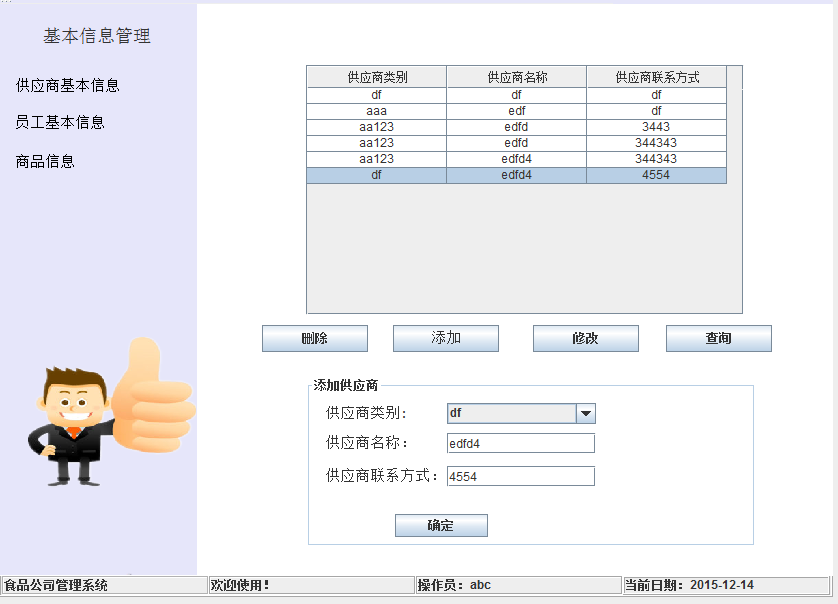 基本信息管理
供应商基本信息
员工基本信息
商品信息
供应商类别 供应商名称 供应商联系方式
df df df
aaa edf df
aa123 edfd 3443
aa123 edfd 344343
aa123 edfd4 344343
df edfd4 4554
删除 添加 修改 查询
添加供应商
供应商类别: df
供应商名称: edfd4
供应商联系方式: 4554
确定
食品公司管理系统 欢迎使用! 操作员: abc 当前日期: 2015-12-14